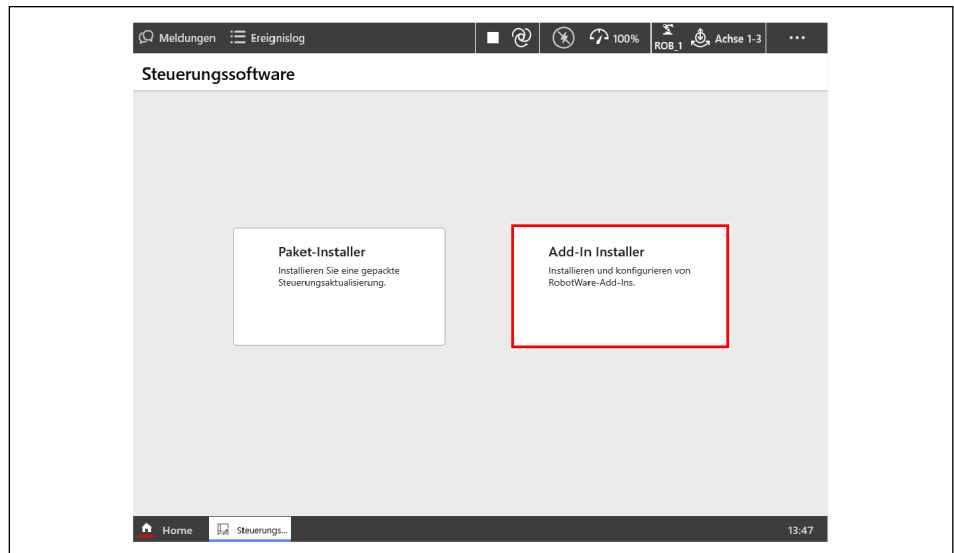 Meldungen Ereignislog 100% ROB_1 Achse 1-3
Steuerungssoftware
Paket-Installer
Installieren Sie eine gepackte
Steuerungsaktualisierung.
Add-In Installer
Installieren und konfigurieren von
RobotWare-Add-Ins.
Home Steuerungs... 13:47